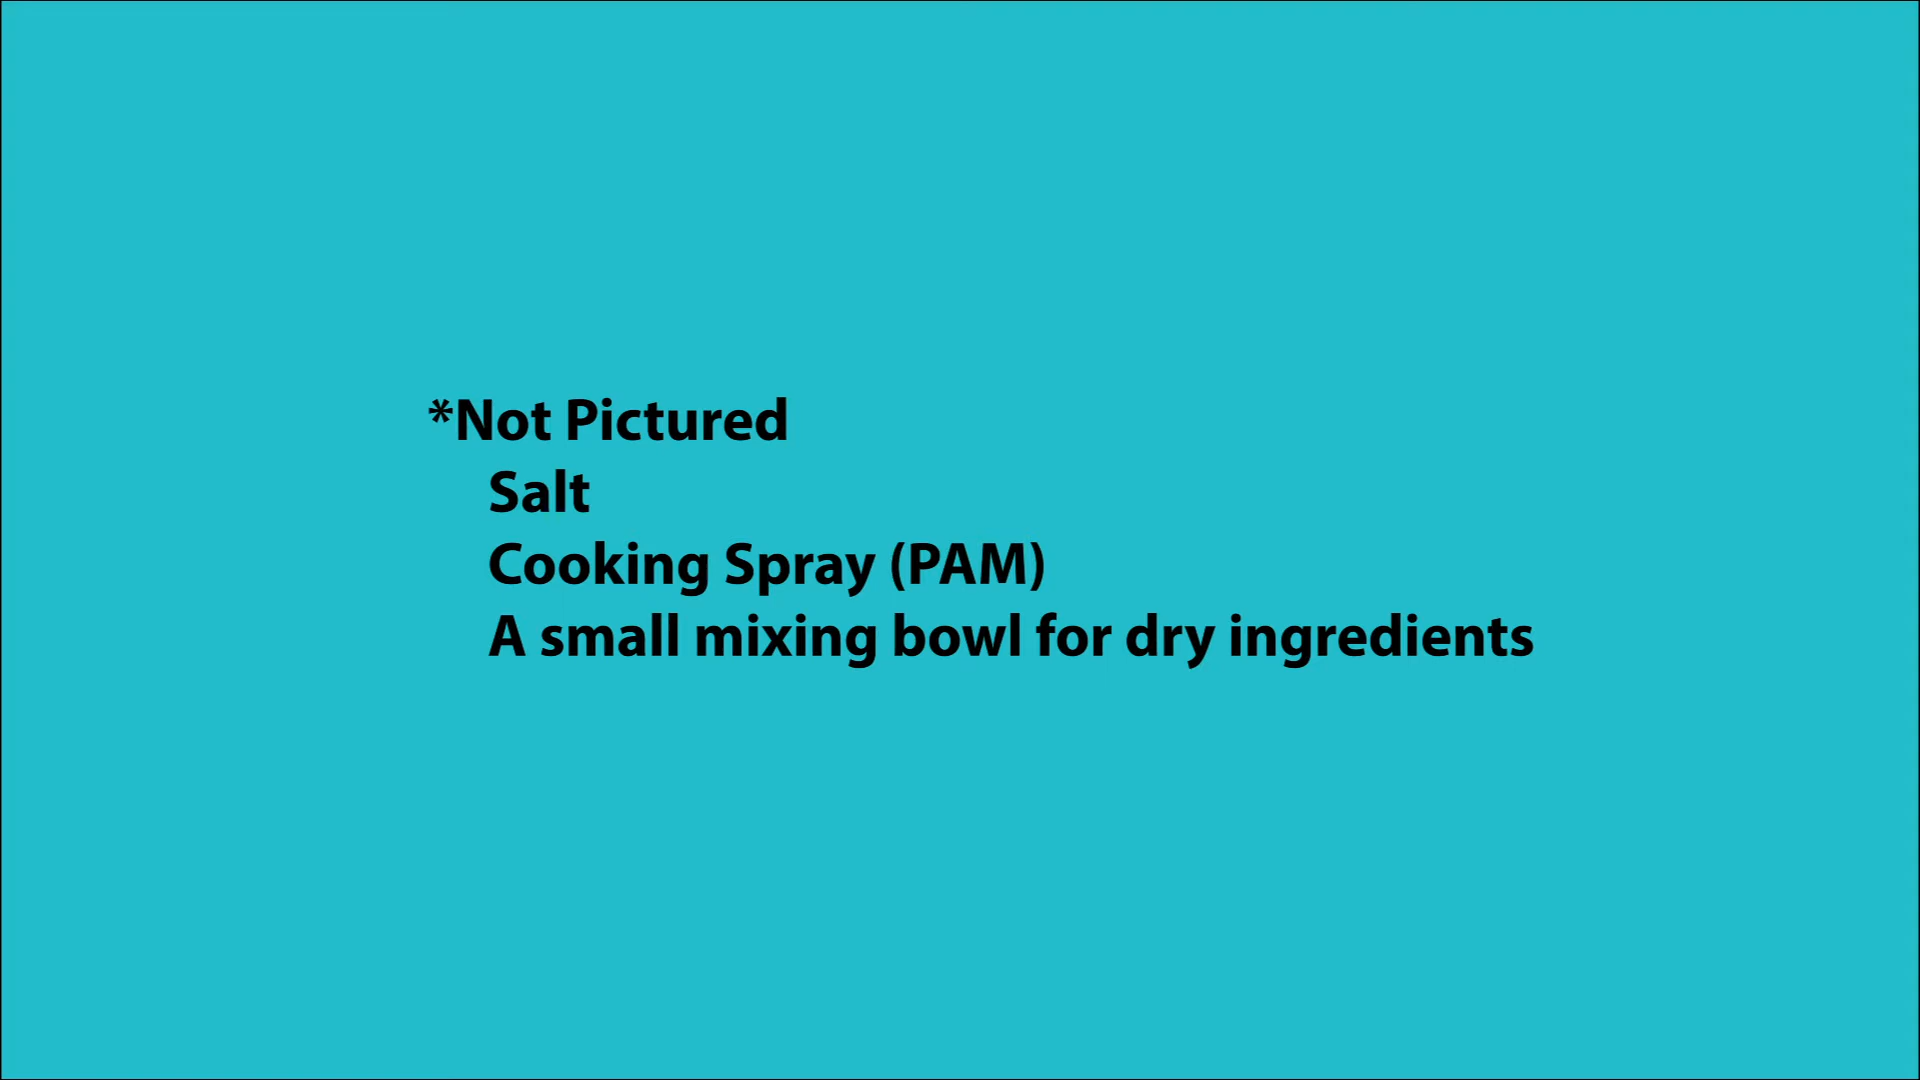 *Not Pictured
Salt
Cooking Spray (PAM)
A small mixing bowl for dry ingredients